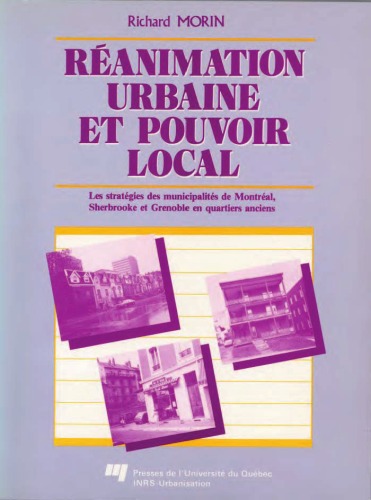 Richard MORIN
RÉANIMATION
URBAINE
ET POUVOIR
LOCAL
Les stratégies des municipalités de Montréal,
Sherbrooke et Grenoble en quartiers anciens
Presses de l'Université du Québec
INRS-Urbanisation